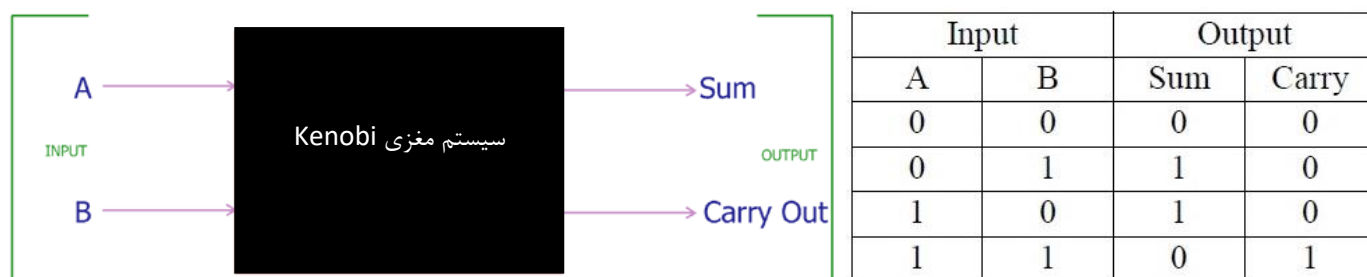 A
INPUT
B
سیستم مغزی Kenobi
Sum
OUTPUT
Carry Out
Input Output
A B Sum Carry
0 0 0 0
0 1 1 0
1 0 1 0
1 1 0 1